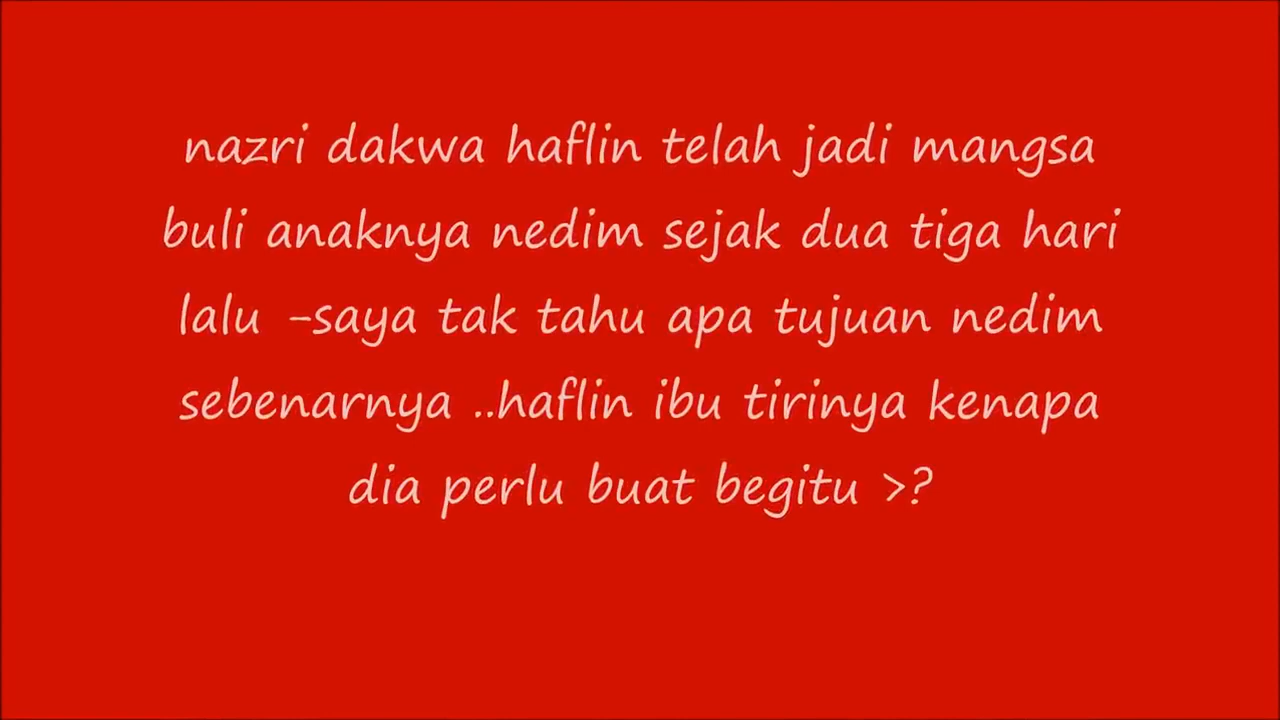 nazri dakwa haflin telah jadi mangsa
buli anaknya nedim sejak dua tiga hari
lalu -saya tak tahu apa tujuan nedim
sebenarnya ..haflin ibu tirinya kenapa
dia perlu buat begitu >?